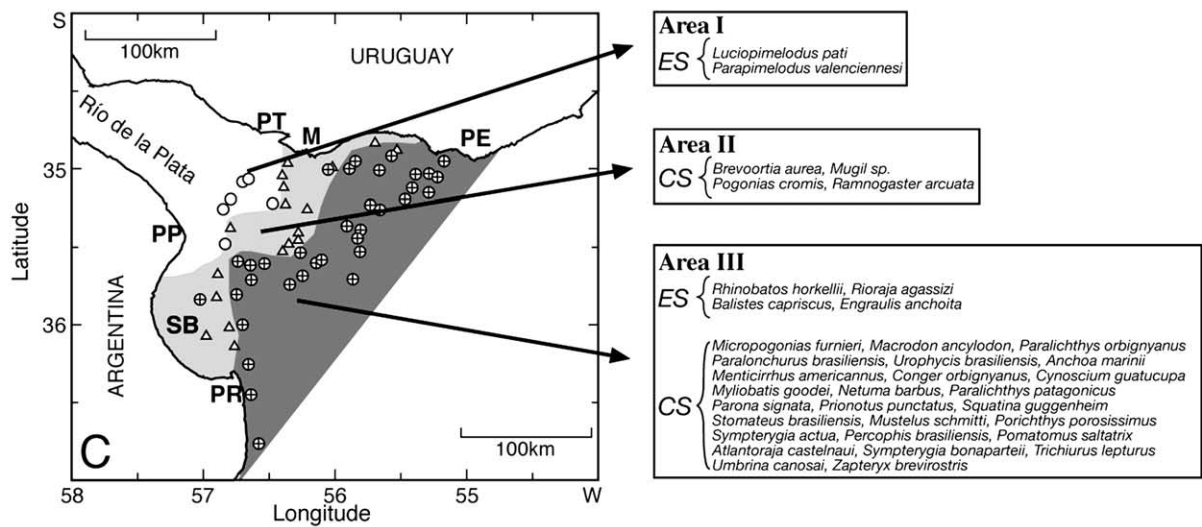 S
100km
URUGUAY
Río de la Plata
PT
M
PE
35
PP
Latitude
36
SB
ARGENTINA
PR
C
100km
58
57
56
55
W
Longitude
Area I
ES { Luciopimelodus pati
Parapimelodus valenciennesi
Area II
CS { Brevoortia aurea, Mugil sp.
Pogonias cromis, Ramnogaster arcuata
Area III
ES { Rhinobatos horkellii, Rioraja agassizi
Balistes capriscus, Engraulis anchoita
CS { Micropogonias furnieri, Macrodon ancylodon, Paralichthys orbignyanus
Paralonchurus brasiliensis, Urophycis brasiliensis, Anchoa marinii
Menticirrhus americannus, Conger orbignyanus, Cynoscium guatucupa
Myliobatis goodei, Netuma barbus, Paralichthys patagonicus
Parona signata, Prionotus punctatus, Squatina guggenheim
Stomateus brasiliensis, Mustelus schmitti, Porichthys porosissimus
Sympterygia actua, Percophis brasiliensis, Pomatomus saltatrix
Atlantoraja castelnaui, Sympterygia bonaparteii, Trichiurus lepturus
Umbrina canosai, Zapteryx brevirostris